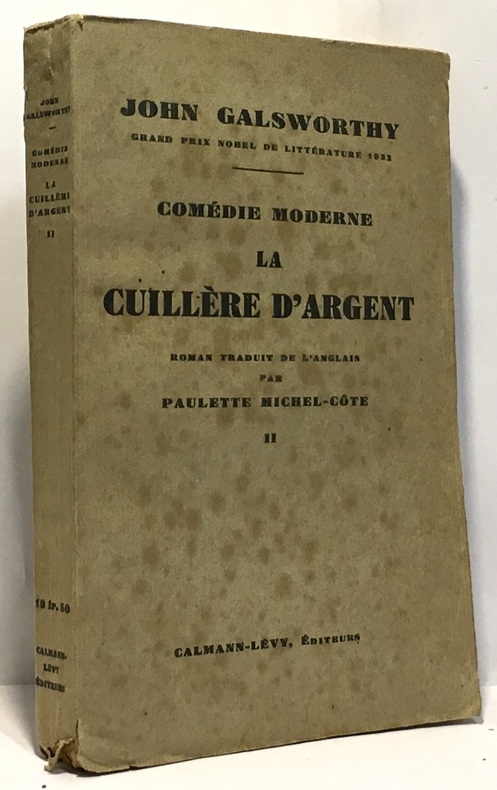 JOHN GALSWORTHY
GRAND PRIX NOBEL DE LITTÉRATURE 1932
COMÉDIE MODERNE
LA
CUILLÈRE D'ARGENT
ROMAN TRADUIT DE L'ANGLAIS
PAR
PAULETTE MICHEL-CÔTE
II
CALMANN-LÉVY, ÉDITEURS
JOHN
GALSWORTHY
COMÉDIE
MODERNE
LA
CUILLÈRE
D'ARGENT
II
10 fr. 50
CALMANN-
LÉVY
ÉDITEURS